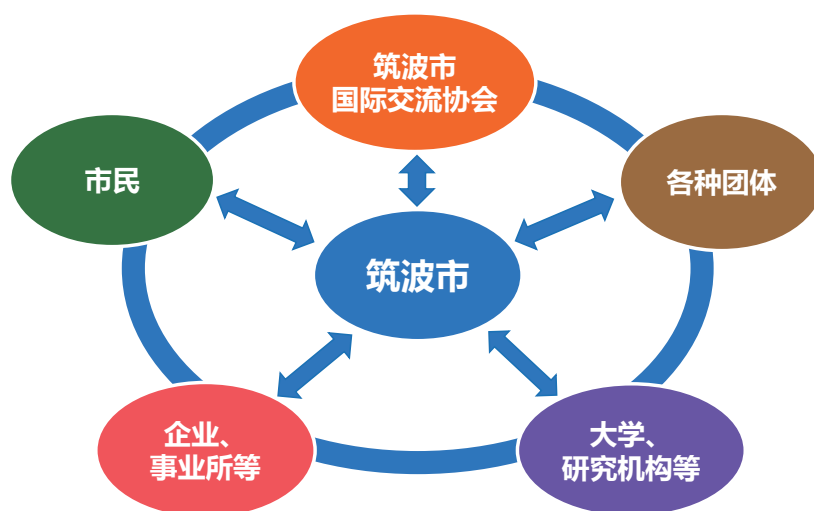 筑波市
国际交流协会
市民
各种团体
筑波市
企业、
事业所等
大学、
研究机构等